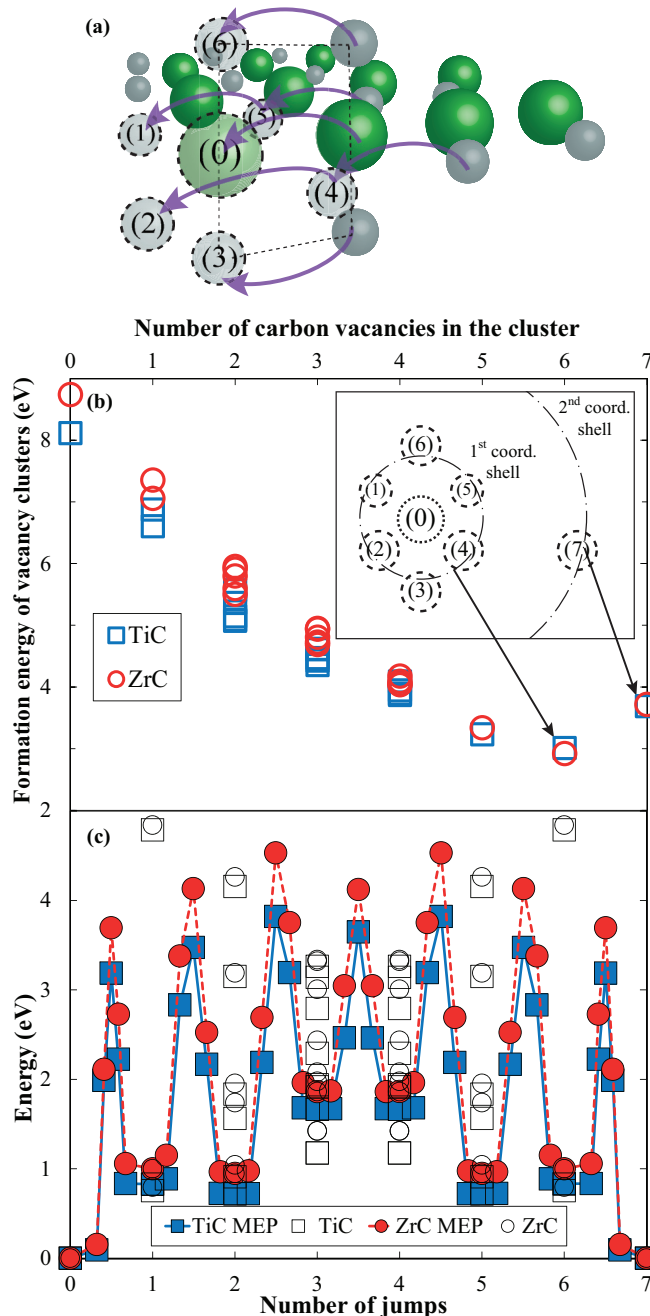 (a)
(6)
(5)
(1)
(0)
(4)
(2)
(3)
Number of carbon vacancies in the cluster
0 1 2 3 4 5 6 7
(b)
Formation energy of vacancy clusters (eV)
8
6
4
2
2nd coord.
shell
1st coord.
shell
(6)
(1)
(5)
(0)
(2)
(4)
(7)
(3)
TiC
ZrC
(c)
Energy (eV)
4
3
2
1
0
TiC MEP TiC ZrC MEP ZrC
0 1 2 3 4 5 6 7
Number of jumps